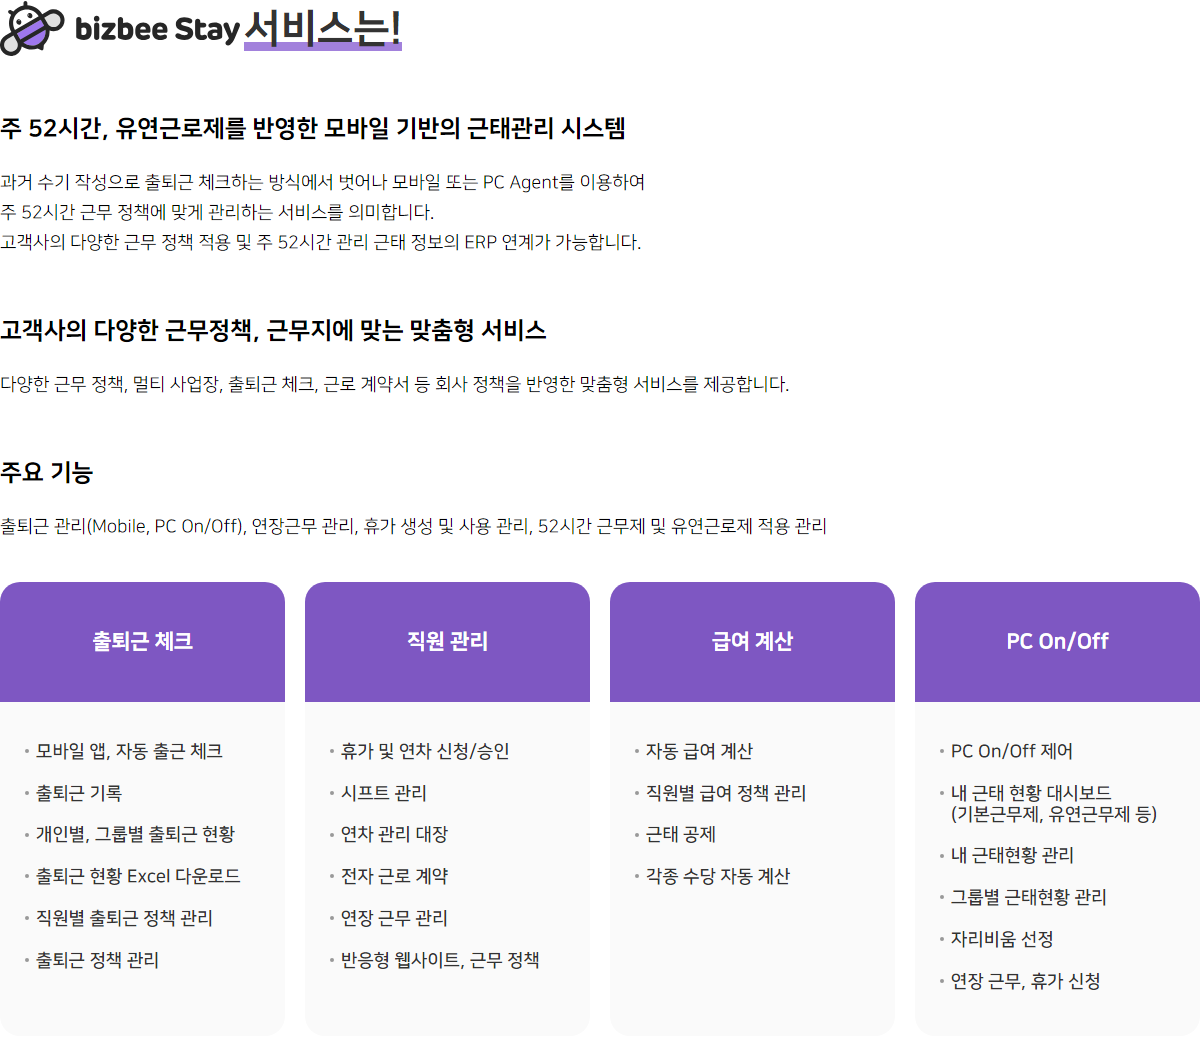 bizbee Stay 서비스는!
주 52시간, 유연근로제를 반영한 모바일 기반의 근태관리 시스템
과거 수기 작성으로 출퇴근 체크하는 방식에서 벗어나 모바일 또는 PC Agent를 이용하여
주 52시간 근무 정책에 맞게 관리하는 서비스를 의미합니다.
고객사의 다양한 근무 정책 적용 및 주 52시간 관리 근태 정보의 ERP 연계가 가능합니다.
고객사의 다양한 근무정책, 근무지에 맞는 맞춤형 서비스
다양한 근무 정책, 멀티 사업장, 출퇴근 체크, 근로 계약서 등 회사 정책을 반영한 맞춤형 서비스를 제공합니다.
주요 기능
출퇴근 관리(Mobile, PC On/Off), 연장근무 관리, 휴가 생성 및 사용 관리, 52시간 근무제 및 유연근로제 적용 관리
출퇴근 체크
· 모바일 앱, 자동 출근 체크
· 출퇴근 기록
· 개인별, 그룹별 출퇴근 현황
· 출퇴근 현황 Excel 다운로드
· 직원별 출퇴근 정책 관리
· 출퇴근 정책 관리
직원 관리
· 휴가 및 연차 신청/승인
· 시프트 관리
· 연차 관리 대장
· 전자 근로 계약
· 연장 근무 관리
· 반응형 웹사이트, 근무 정책
급여 계산
· 자동 급여 계산
· 직원별 급여 정책 관리
· 근태 공제
· 각종 수당 자동 계산
PC On/Off
· PC On/Off 제어
· 내 근태 현황 대시보드
(기본근무제, 유연근무제 등)
· 내 근태현황 관리
· 그룹별 근태현황 관리
· 자리비움 선정
· 연장 근무, 휴가 신청